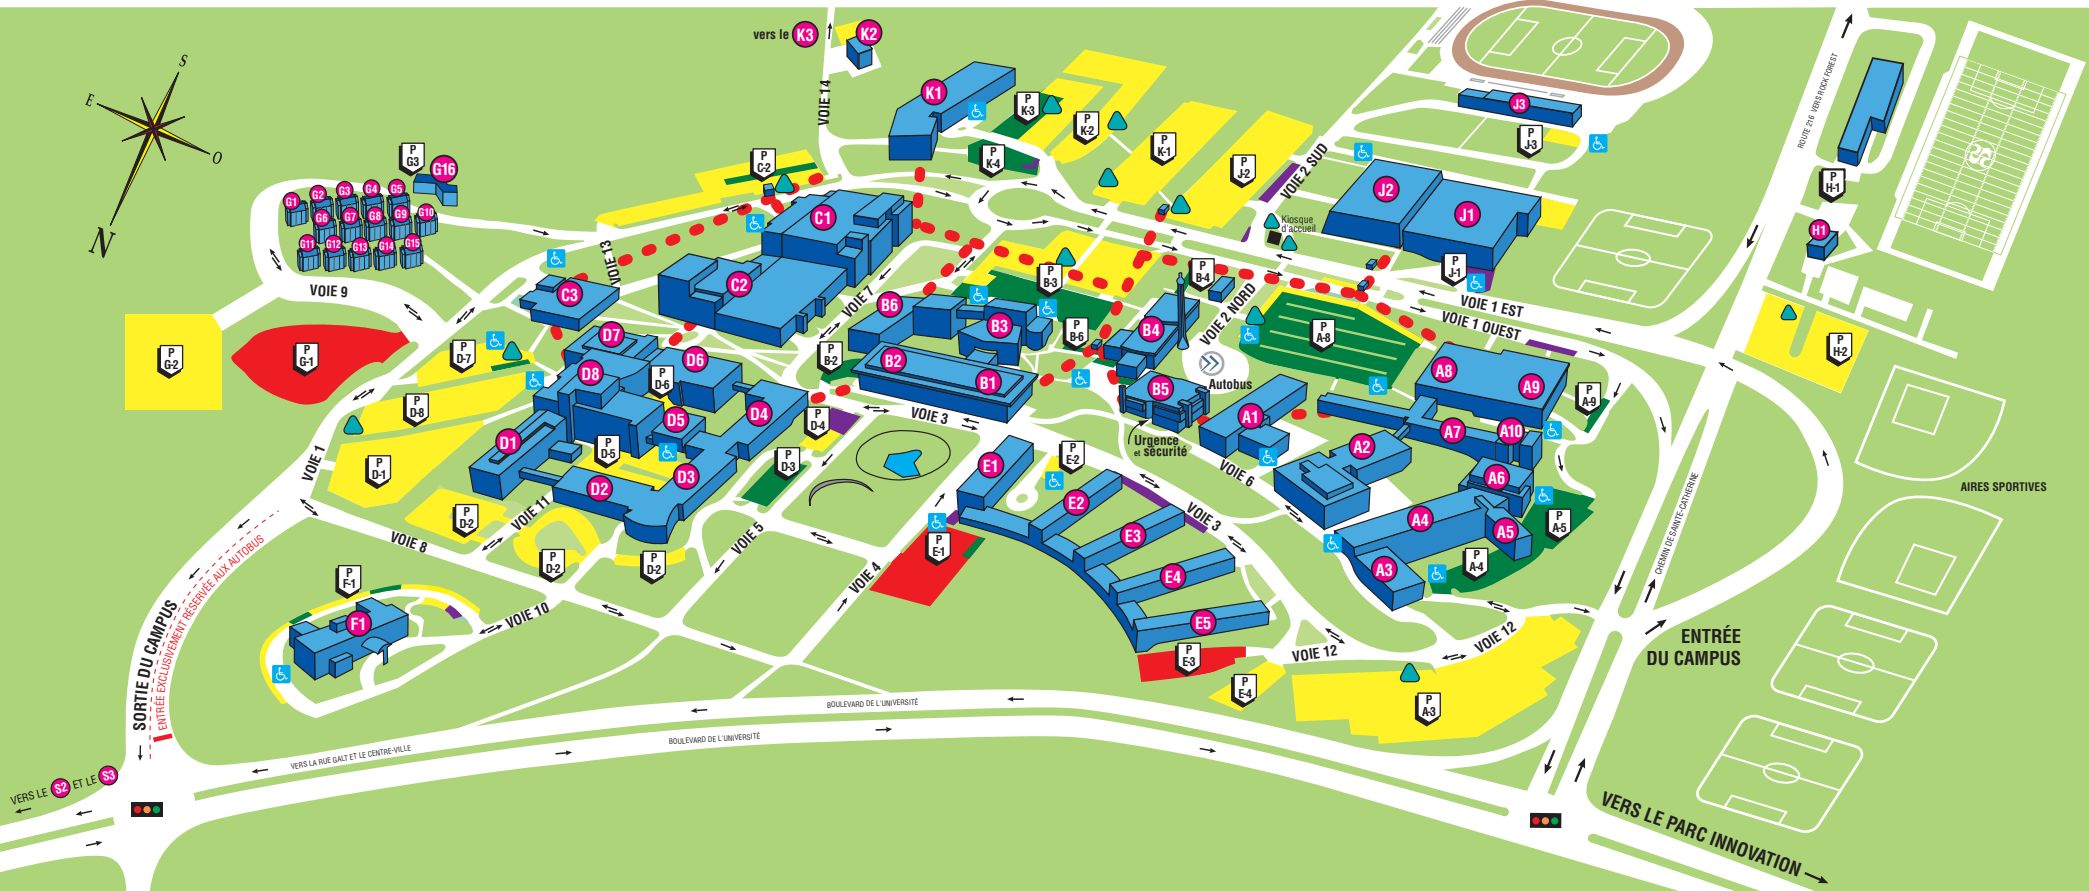 vers le K3
K2
S
E
O
N
VOIE 14
K1
P K-3
P K-2
P K-1
P J-2
P K-4
P C-2
VOIE 2 SUD
J3
P J-3
J2
J1
P J-1
Kiosque
d'accueil
ROUTE 216 VERS ROCK FOREST
P H-1
H1
P H-2
P G3
G16
G1
G2
G3
G4
G5
G6
G7
G8
G9
G10
G11
G12
G13
G14
G15
VOIE 9
VOIE 13
C1
C2
C3
VOIE 7
P B-3
P B-4
VOIE 2 NORD
VOIE 1 EST
VOIE 1 OUEST
P G-2
P G-1
P D-7
D7
D6
D8
P D-6
B6
B3
P B-6
B4
P B-2
B2
B1
P A-8
Autobus
A8
A9
P A-9
P D-8
D5
D4
P D-4
VOIE 3
B5
Urgence
et sécurité
A1
A7
A10
VOIE 1
P D-1
D1
P D-5
D3
D2
P D-3
E1
P E-2
E2
VOIE 6
A2
A6
AIRES SPORTIVES
CHEMIN DE SAINTE-CATHERINE
P D-2
VOIE 11
P D-2
P D-2
VOIE 8
VOIE 5
VOIE 4
P E-1
E3
VOIE 3
E4
E5
A4
A5
P A-5
P A-4
A3
P F-1
F1
VOIE 10
SORTIE DU CAMPUS
ENTRÉE EXCLUSIVEMENT RÉSERVÉE AUX AUTOBUS
P E-3
P E-4
VOIE 12
VOIE 12
P A-3
ENTRÉE
DU CAMPUS
BOULEVARD DE L'UNIVERSITÉ
BOULEVARD DE L'UNIVERSITÉ
VERS LA RUE GALT ET LE CENTRE-VILLE
VERS LE S2 ET LE S3
VERS LE PARC INNOVATION